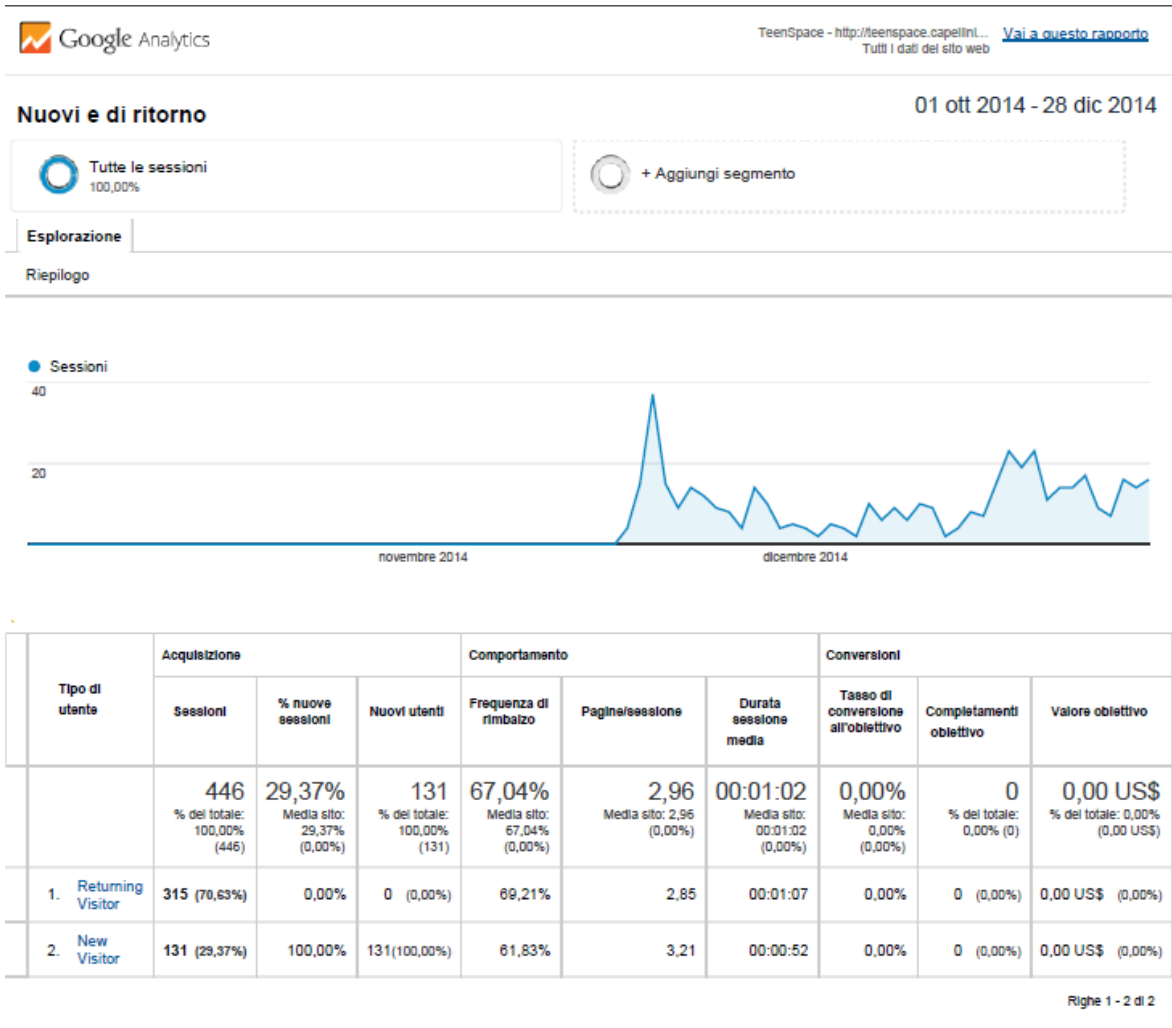 Google Analytics
TeenSpace - http://teenspace.capellini... Vai a questo rapporto
Tutti i dati del sito web
Nuovi e di ritorno
01 ott 2014 - 28 dic 2014
Tutte le sessioni
100,00%
+ Aggiungi segmento
Esplorazione
Riepilogo
Sessioni
40
20
novembre 2014 dicembre 2014
Tipo di utente
Acquisizione Comportamento Conversioni
Sessioni
% nuove sessioni
Nuovi utenti
Frequenza di rimbalzo
Pagine/sessione
Durata sessione media
Tasso di conversione all'obiettivo
Completamenti obiettivo
Valore obiettivo
446
% del totale:
100,00%
(446)
29,37%
Media sito:
29,37%
(0,00%)
131
% del totale:
100,00%
(131)
67,04%
Media sito:
67,04%
(0,00%)
2,96
Media sito: 2,96
(0,00%)
00:01:02
Media sito:
00:01:02
(0,00%)
0,00%
Media sito:
0,00%
(0,00%)
0
% del totale:
0,00% (0)
0,00 US$
% del totale: 0,00%
(0,00 US$)
1. Returning Visitor 315 (70,63%) 0,00% 0 (0,00%) 69,21% 2,85 00:01:07 0,00% 0 (0,00%) 0,00 US$ (0,00%)
2. New Visitor 131 (29,37%) 100,00% 131(100,00%) 61,83% 3,21 00:00:52 0,00% 0 (0,00%) 0,00 US$ (0,00%)
Righe 1 - 2 di 2